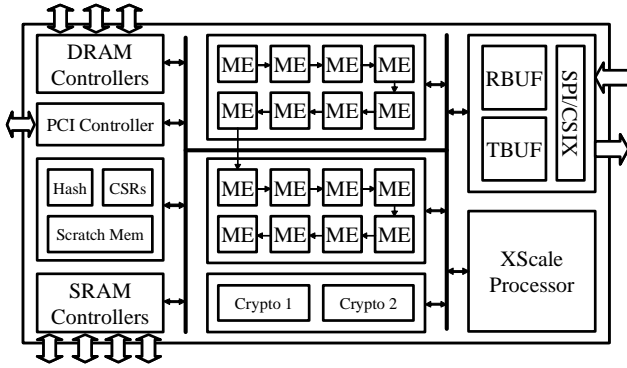 DRAM
Controllers
PCI Controller
Hash
CSRs
Scratch Mem
SRAM
Controllers
ME ME ME ME
ME ME ME ME
ME ME ME ME
ME ME ME ME
Crypto 1
Crypto 2
RBUF
TBUF
SPI/CSIX
XScale
Processor